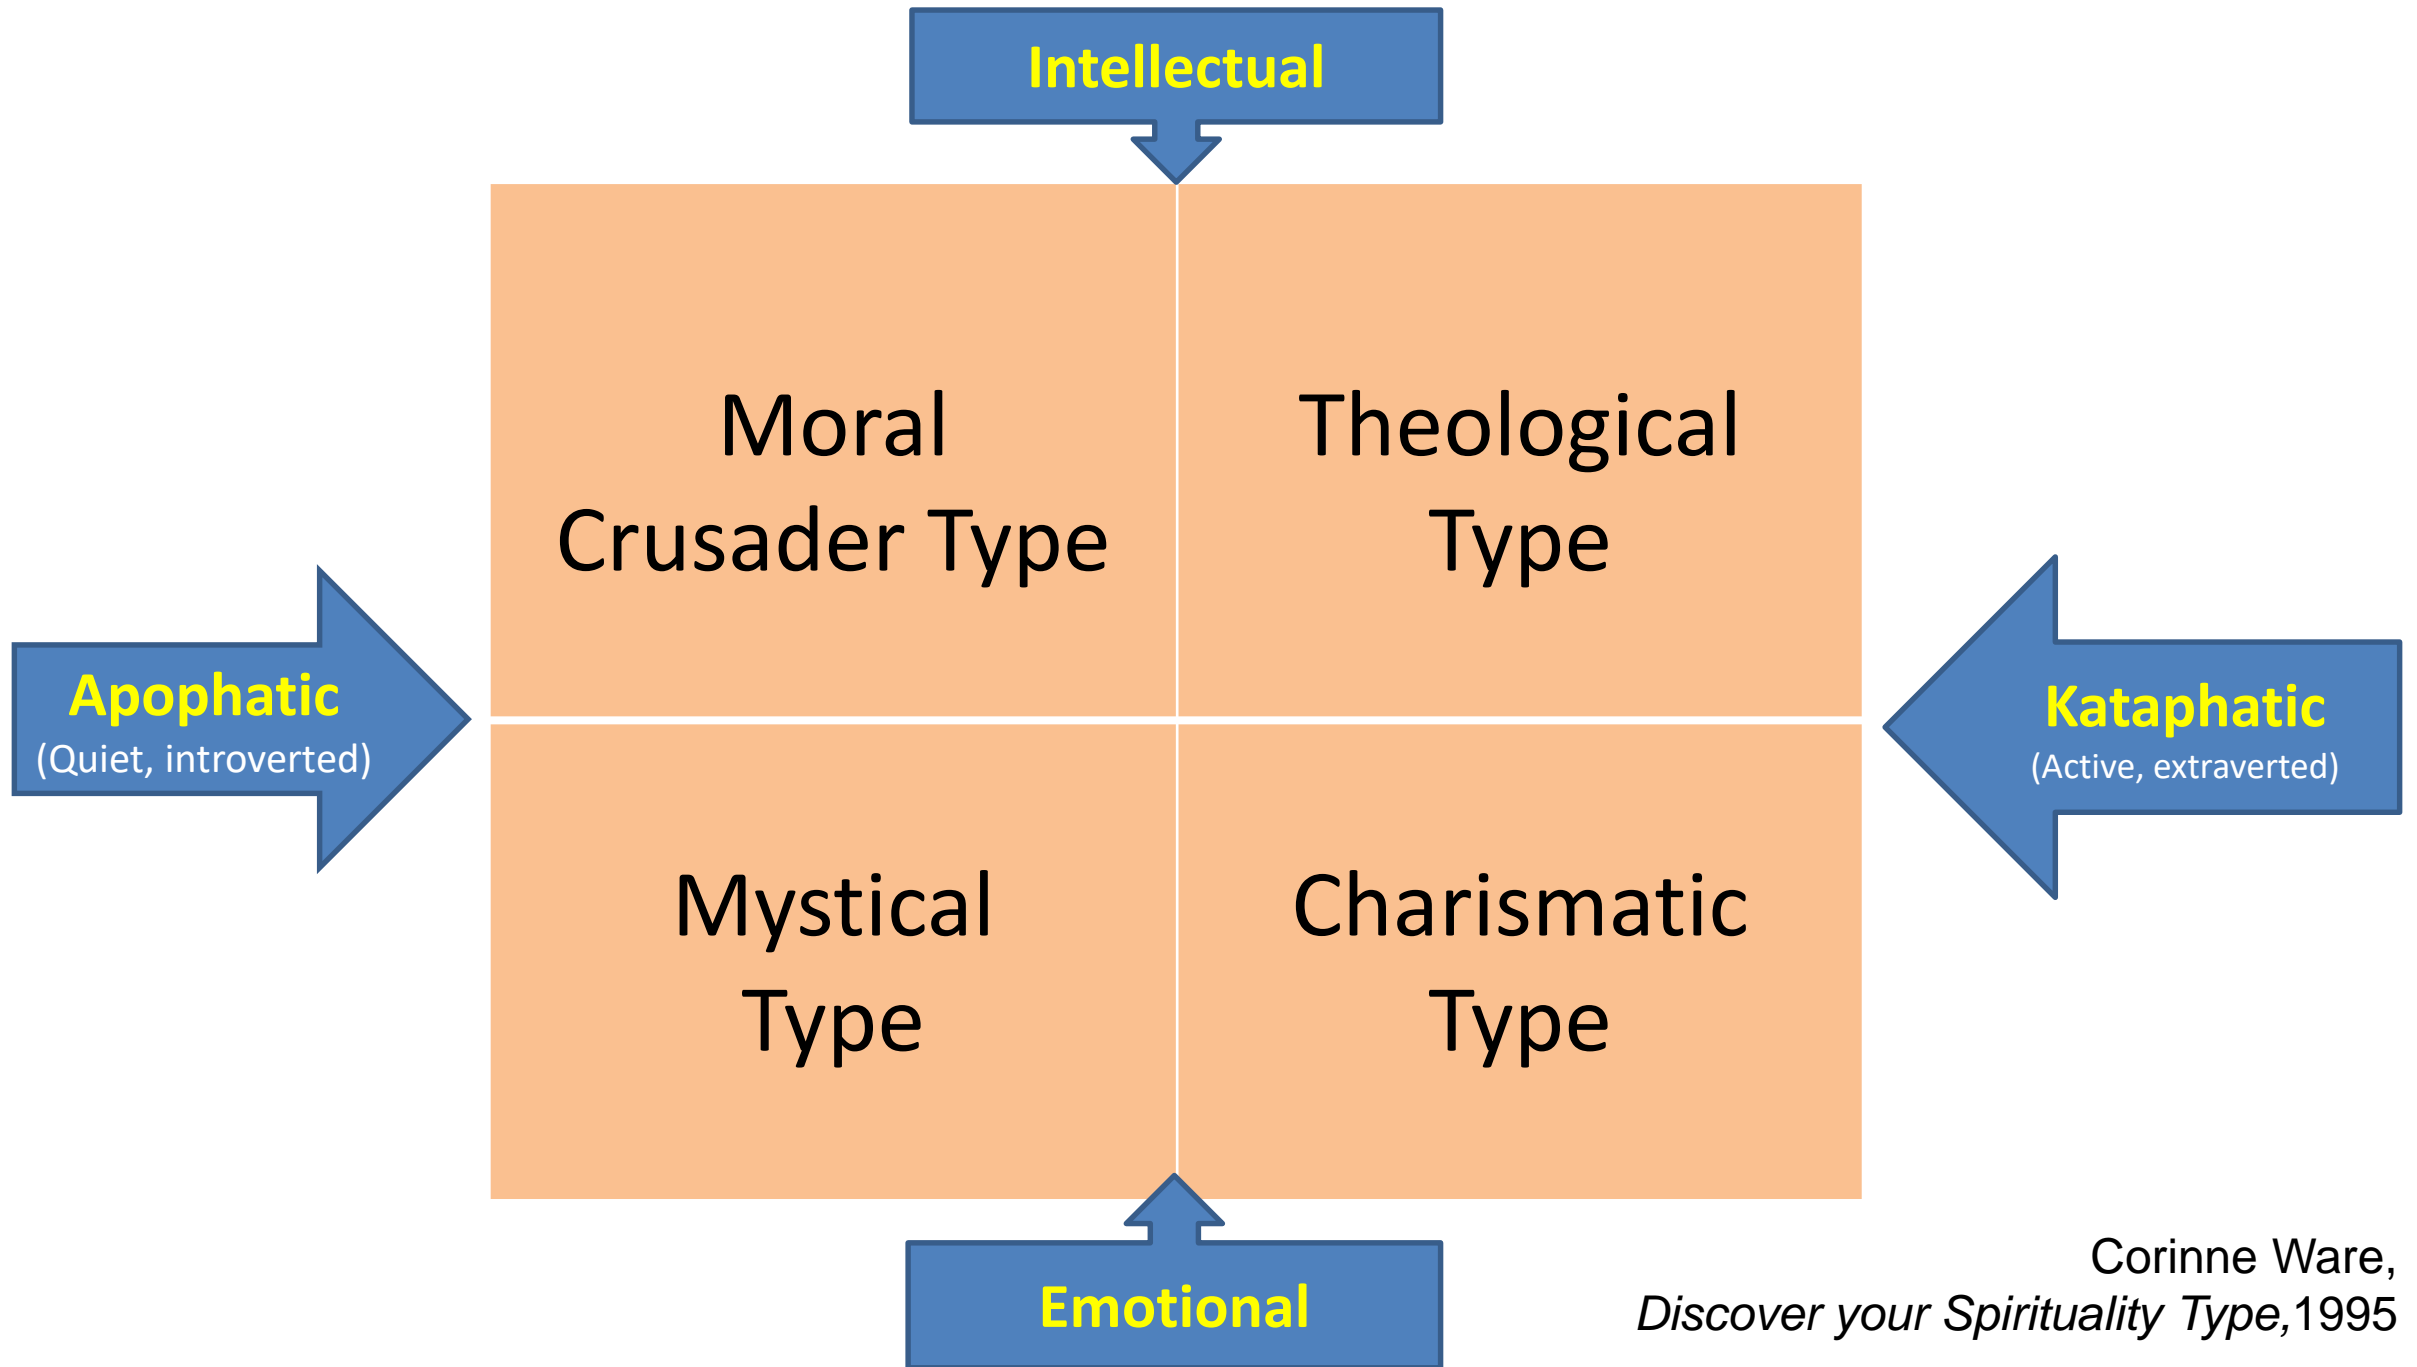 Intellectual
Moral
Crusader Type
Theological
Type
Apophatic
(Quiet, introverted)
Kataphatic
(Active, extraverted)
Mystical
Type
Charismatic
Type
Emotional
Corinne Ware,
Discover your Spirituality Type,1995